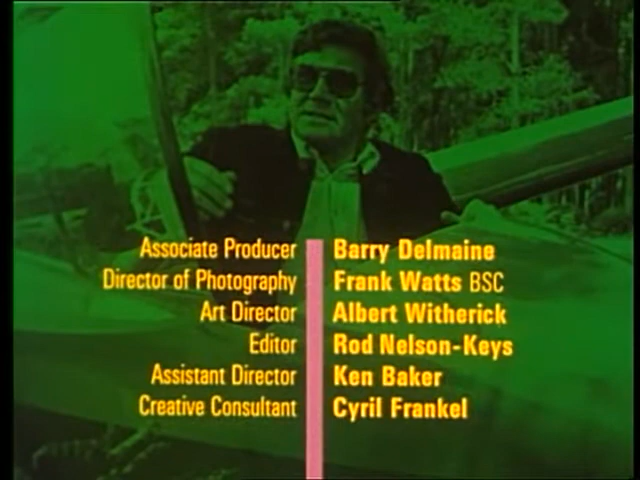 Associate Producer Barry Delmaine
Director of Photography Frank Watts BSC
Art Director Albert Witherick
Editor Rod Nelson-Keys
Assistant Director Ken Baker
Creative Consultant Cyril Frankel